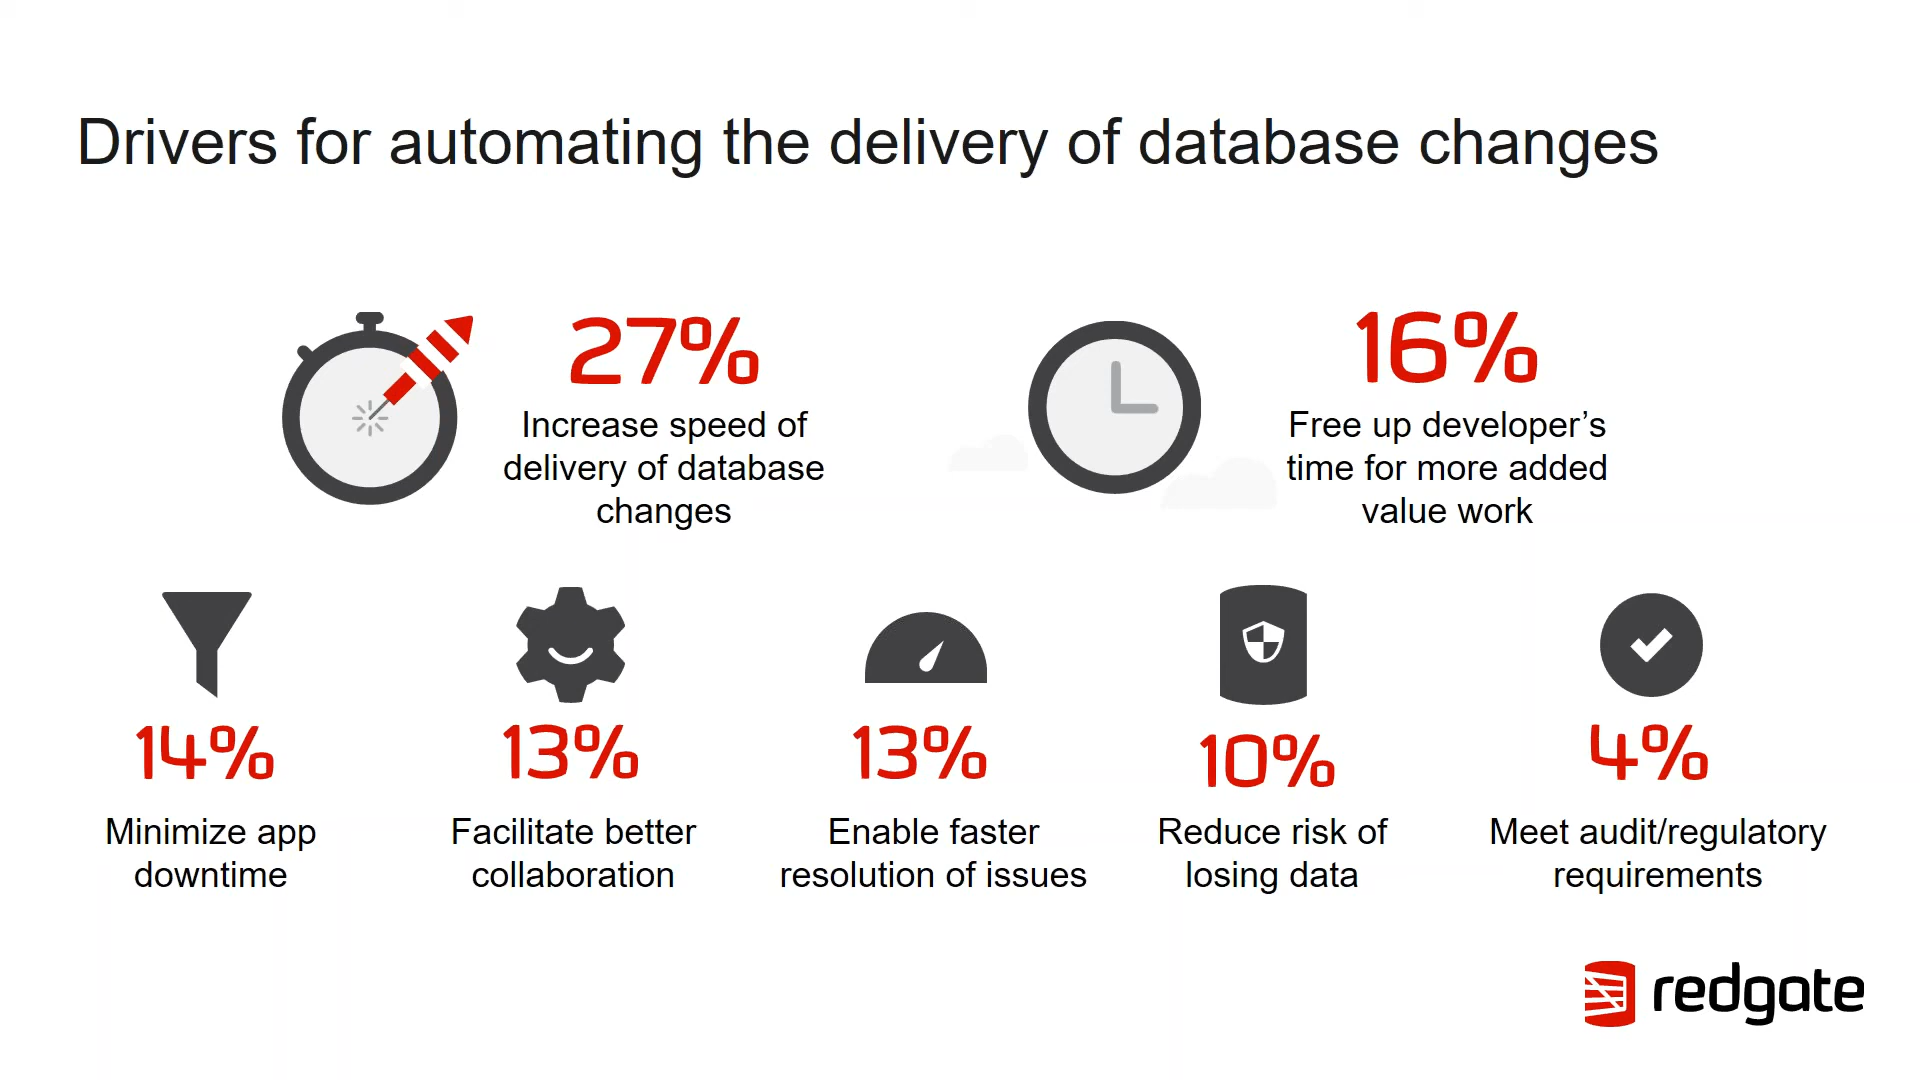 Drivers for automating the delivery of database changes
27%
Increase speed of
delivery of database
changes
16%
Free up developer’s
time for more added
value work
14%
Minimize app
downtime
13%
Facilitate better
collaboration
13%
Enable faster
resolution of issues
10%
Reduce risk of
losing data
4%
Meet audit/regulatory
requirements
redgate